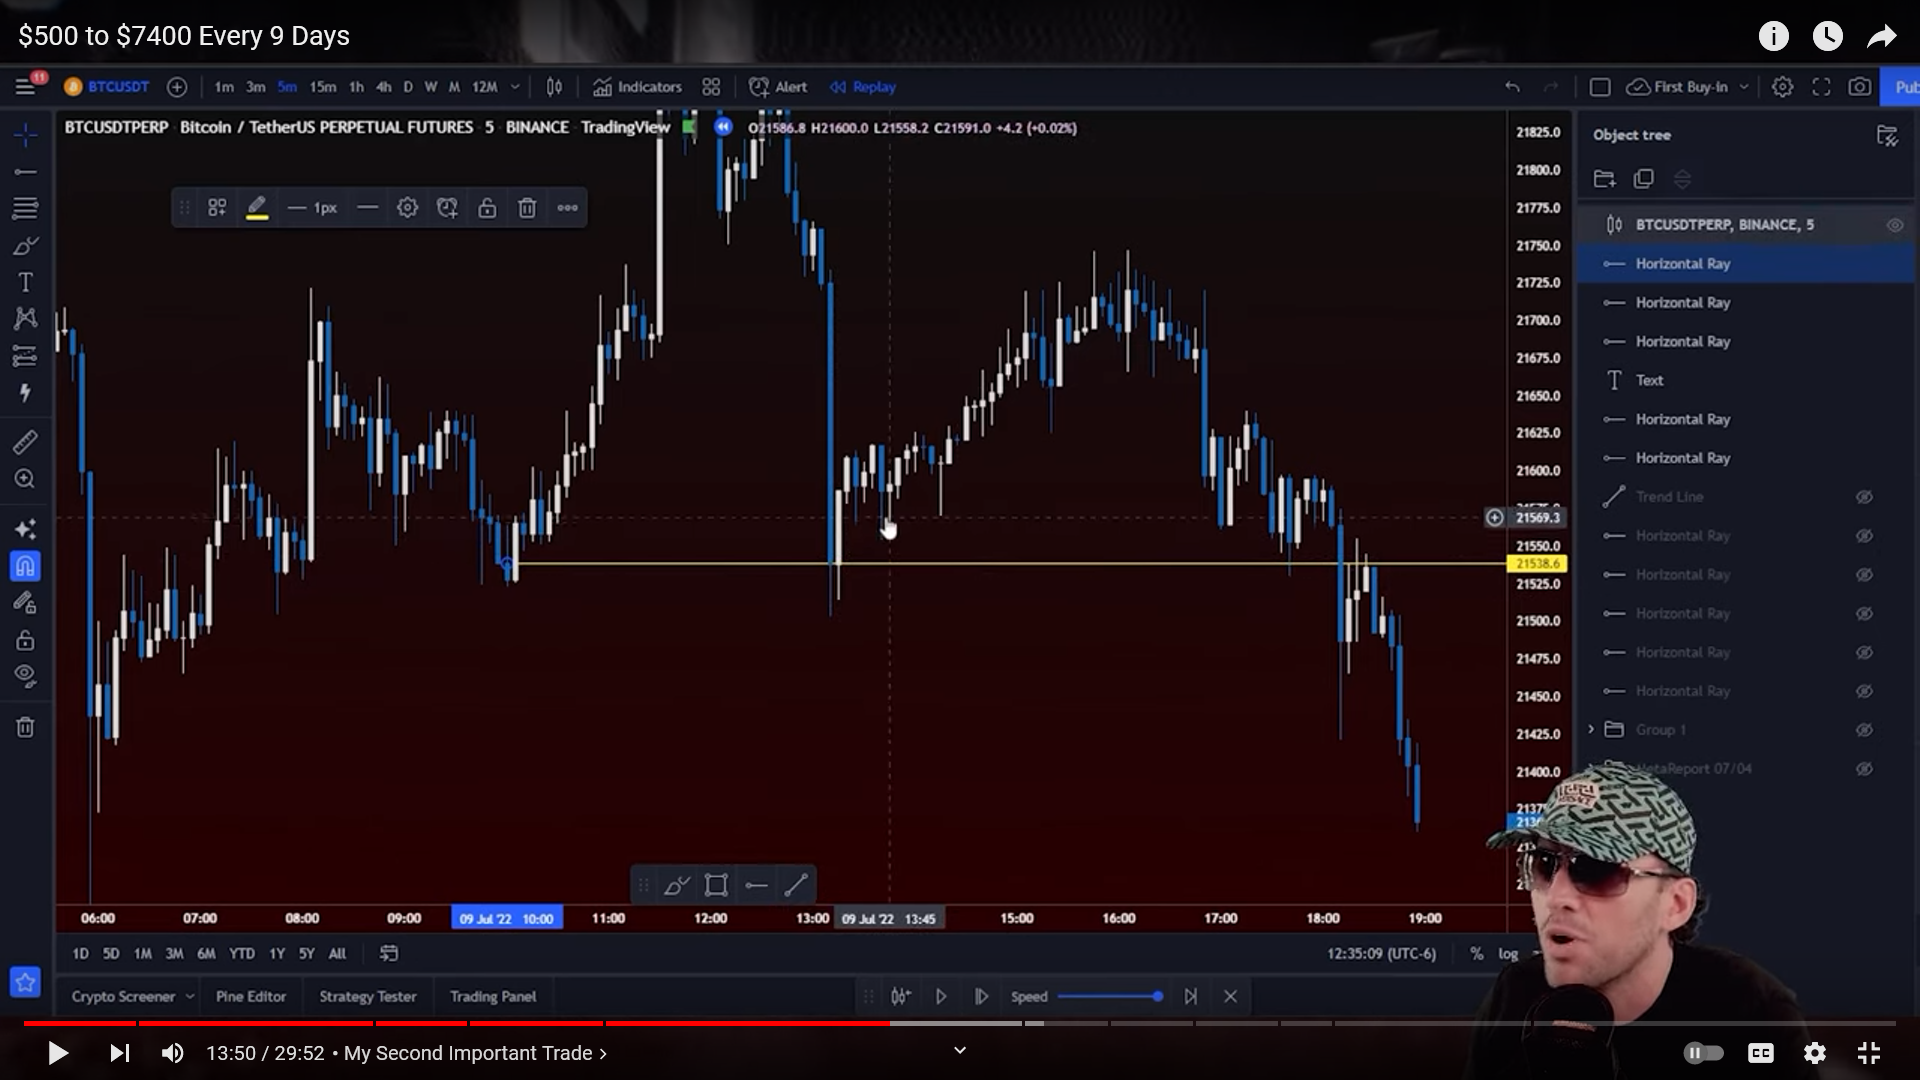 $500 to $7400 Every 9 Days
11
BTCUSDT
1m 3m 5m 15m 1h 4h D W M 12M
Indicators
Alert
Replay
First Buy-In
Pub
BTCUSDTPERP Bitcoin / TetherUS PERPETUAL FUTURES 5 BINANCE TradingView
O21586.8 H21600.0 L21558.2 C21591.0 +4.2 (+0.02%)
1px
21825.0
21800.0
21775.0
21750.0
21725.0
21700.0
21675.0
21650.0
21625.0
21600.0
21569.3
21550.0
21538.6
21525.0
21500.0
21475.0
21450.0
21425.0
21400.0
Object tree
BTCUSDTPERP, BINANCE, 5
Horizontal Ray
Horizontal Ray
Horizontal Ray
Text
Horizontal Ray
Horizontal Ray
Trend Line
Horizontal Ray
Horizontal Ray
Horizontal Ray
Horizontal Ray
Horizontal Ray
Group 1
MetaReport 07/04
06:00 07:00 08:00 09:00 09 Jul '22 10:00 11:00 12:00 13:00 09 Jul '22 13:45 15:00 16:00 17:00 18:00 19:00
1D 5D 1M 3M 6M YTD 1Y 5Y All
12:35:09 (UTC-6) % log
Crypto Screener Pine Editor Strategy Tester Trading Panel
Speed
13:50 / 29:52 • My Second Important Trade >
CC